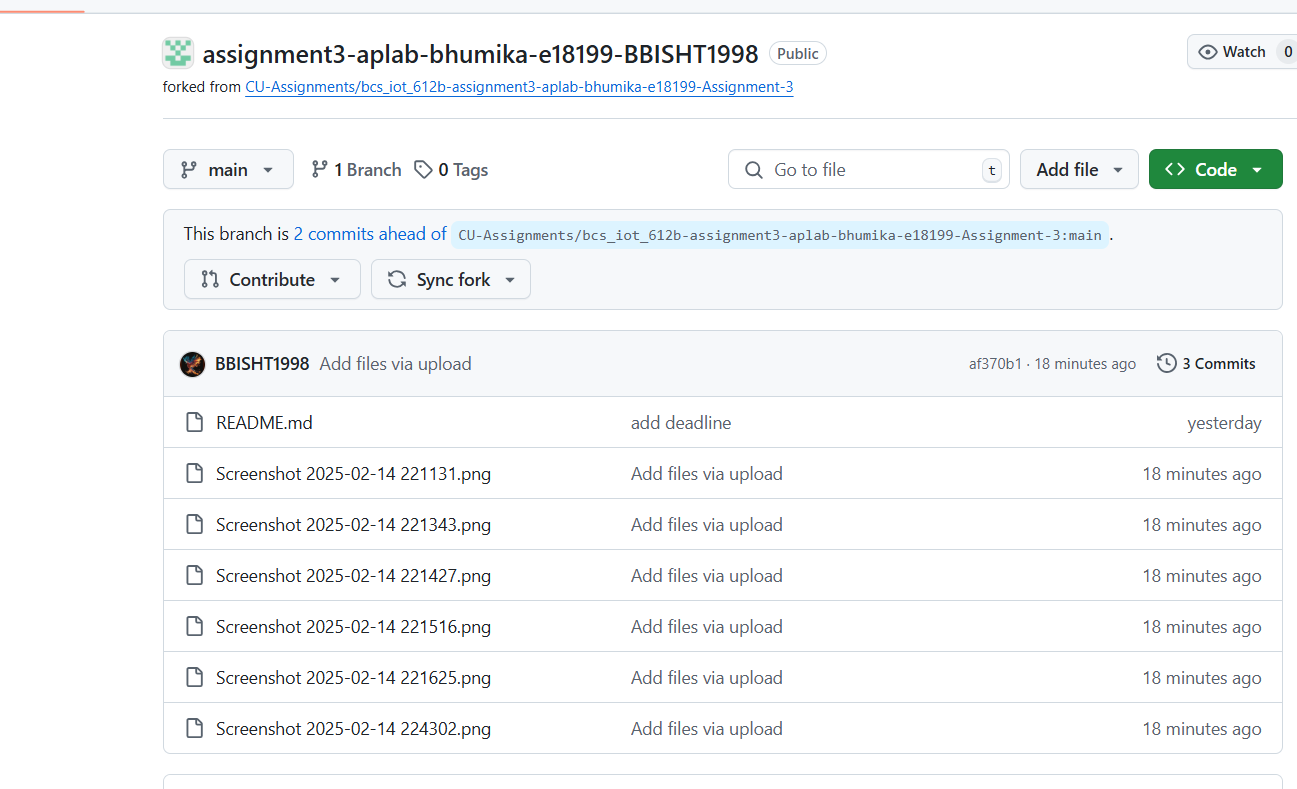 assignment3-aplab-bhumika-e18199-BBISHT1998 Public Watch 0
forked from CU-Assignments/bcs_iot_612b-assignment3-aplab-bhumika-e18199-Assignment-3
main 1 Branch 0 Tags Go to file t Add file Code
This branch is 2 commits ahead of CU-Assignments/bcs_iot_612b-assignment3-aplab-bhumika-e18199-Assignment-3:main .
Contribute Sync fork
BBISHT1998 Add files via upload af370b1 · 18 minutes ago 3 Commits
README.md add deadline yesterday
Screenshot 2025-02-14 221131.png Add files via upload 18 minutes ago
Screenshot 2025-02-14 221343.png Add files via upload 18 minutes ago
Screenshot 2025-02-14 221427.png Add files via upload 18 minutes ago
Screenshot 2025-02-14 221516.png Add files via upload 18 minutes ago
Screenshot 2025-02-14 221625.png Add files via upload 18 minutes ago
Screenshot 2025-02-14 224302.png Add files via upload 18 minutes ago